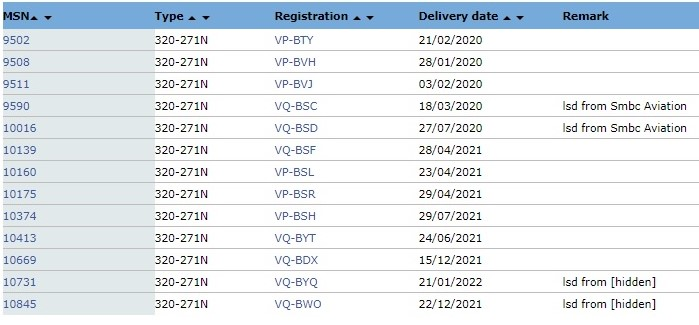 MSN▲ ▼ Type ▲ ▼ Registration ▲ ▼ Delivery date ▲ ▼ Remark
9502 320-271N VP-BTY 21/02/2020
9508 320-271N VP-BVH 28/01/2020
9511 320-271N VP-BVJ 03/02/2020
9590 320-271N VQ-BSC 18/03/2020 lsd from Smbc Aviation
10016 320-271N VQ-BSD 27/07/2020 lsd from Smbc Aviation
10139 320-271N VQ-BSF 28/04/2021
10160 320-271N VP-BSL 23/04/2021
10175 320-271N VP-BSR 29/04/2021
10374 320-271N VP-BSH 29/07/2021
10413 320-271N VQ-BYT 24/06/2021
10669 320-271N VQ-BDX 15/12/2021
10731 320-271N VQ-BYQ 21/01/2022 lsd from [hidden]
10845 320-271N VQ-BWO 22/12/2021 lsd from [hidden]